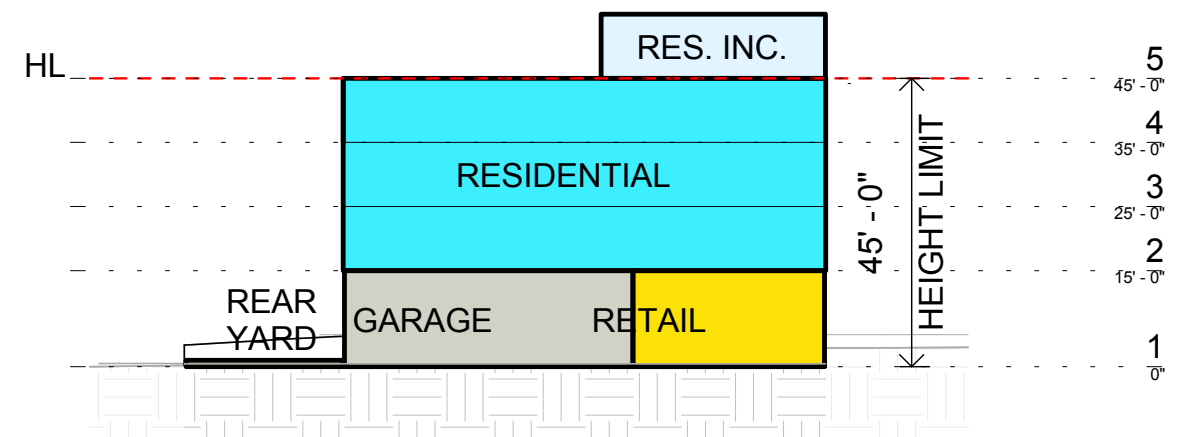 RES. INC.
HL
5
45' - 0"
4
35' - 0"
RESIDENTIAL
3
25' - 0"
2
15' - 0"
45' - 0"
HEIGHT LIMIT
REAR
YARD
GARAGE
RETAIL
1
0"